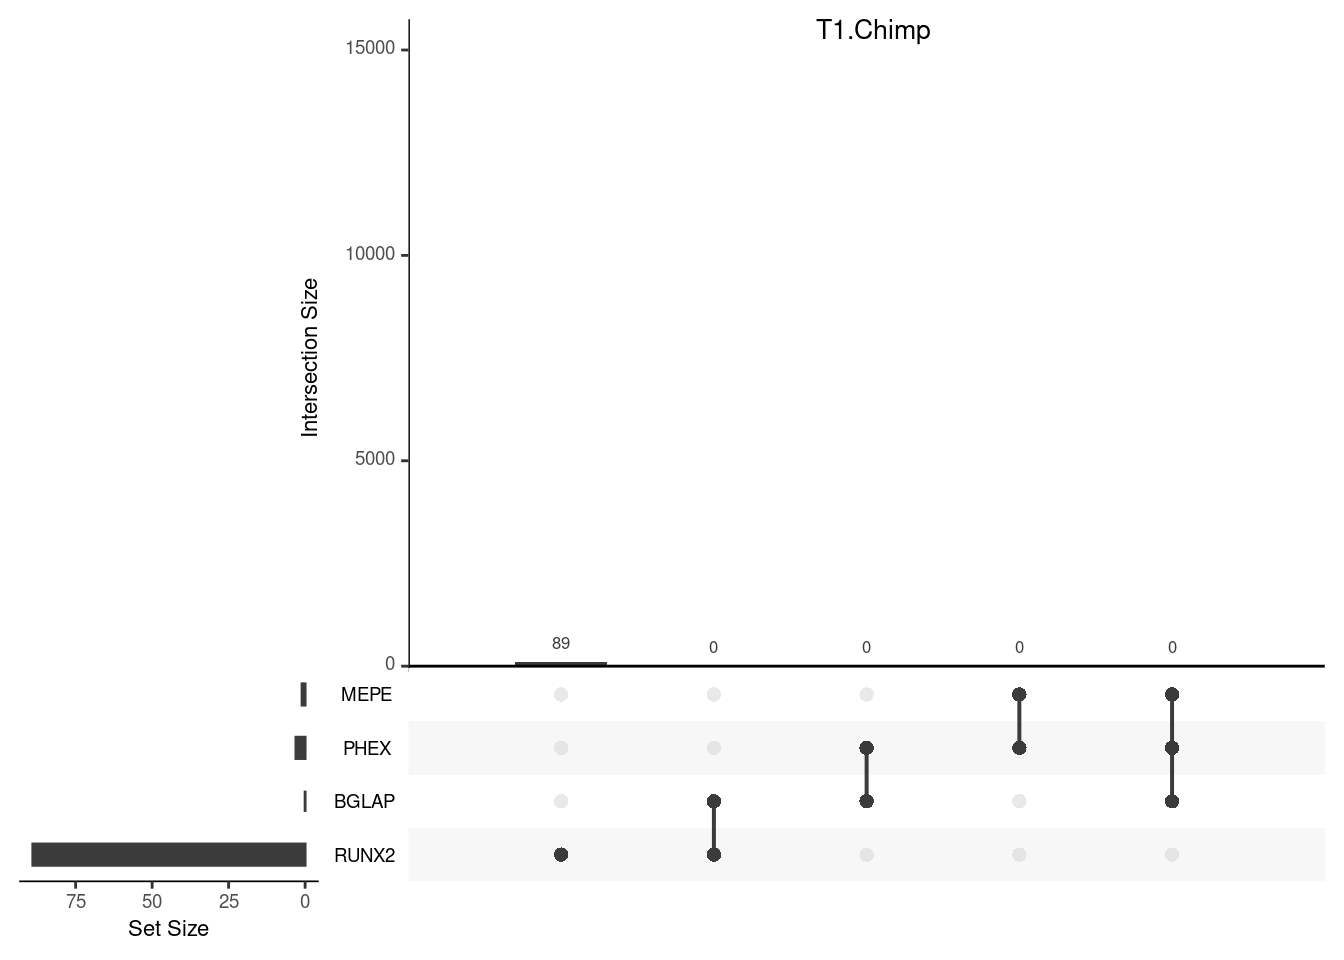 T1.Chimp
15000
10000
5000
0
Intersection Size
89
0
0
0
0
MEPE
PHEX
BGLAP
RUNX2
75
50
25
0
Set Size